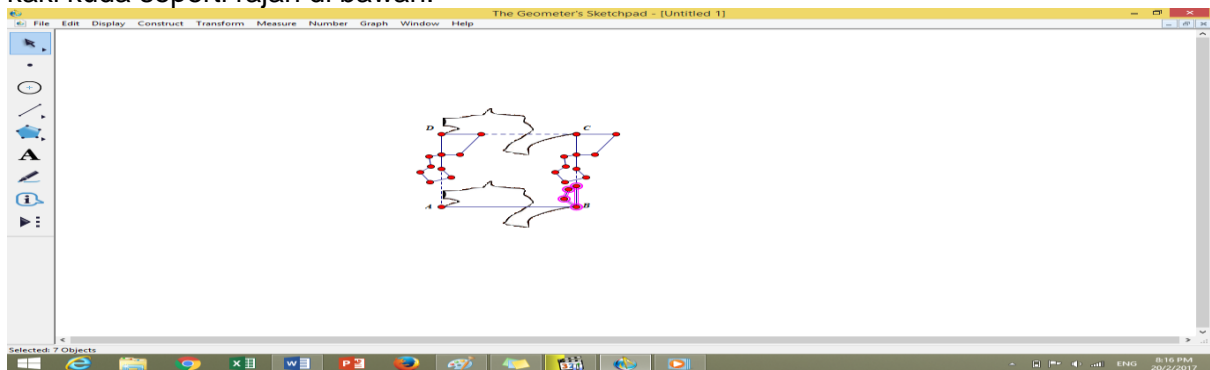 kaki kuda seperti rajah di bawah.
The Geometer's Sketchpad - [Untitled 1]
File Edit Display Construct Transform Measure Number Graph Window Help
A
D C
A B
Selected: 7 Objects
ENG 8:16 PM
20/2/2017